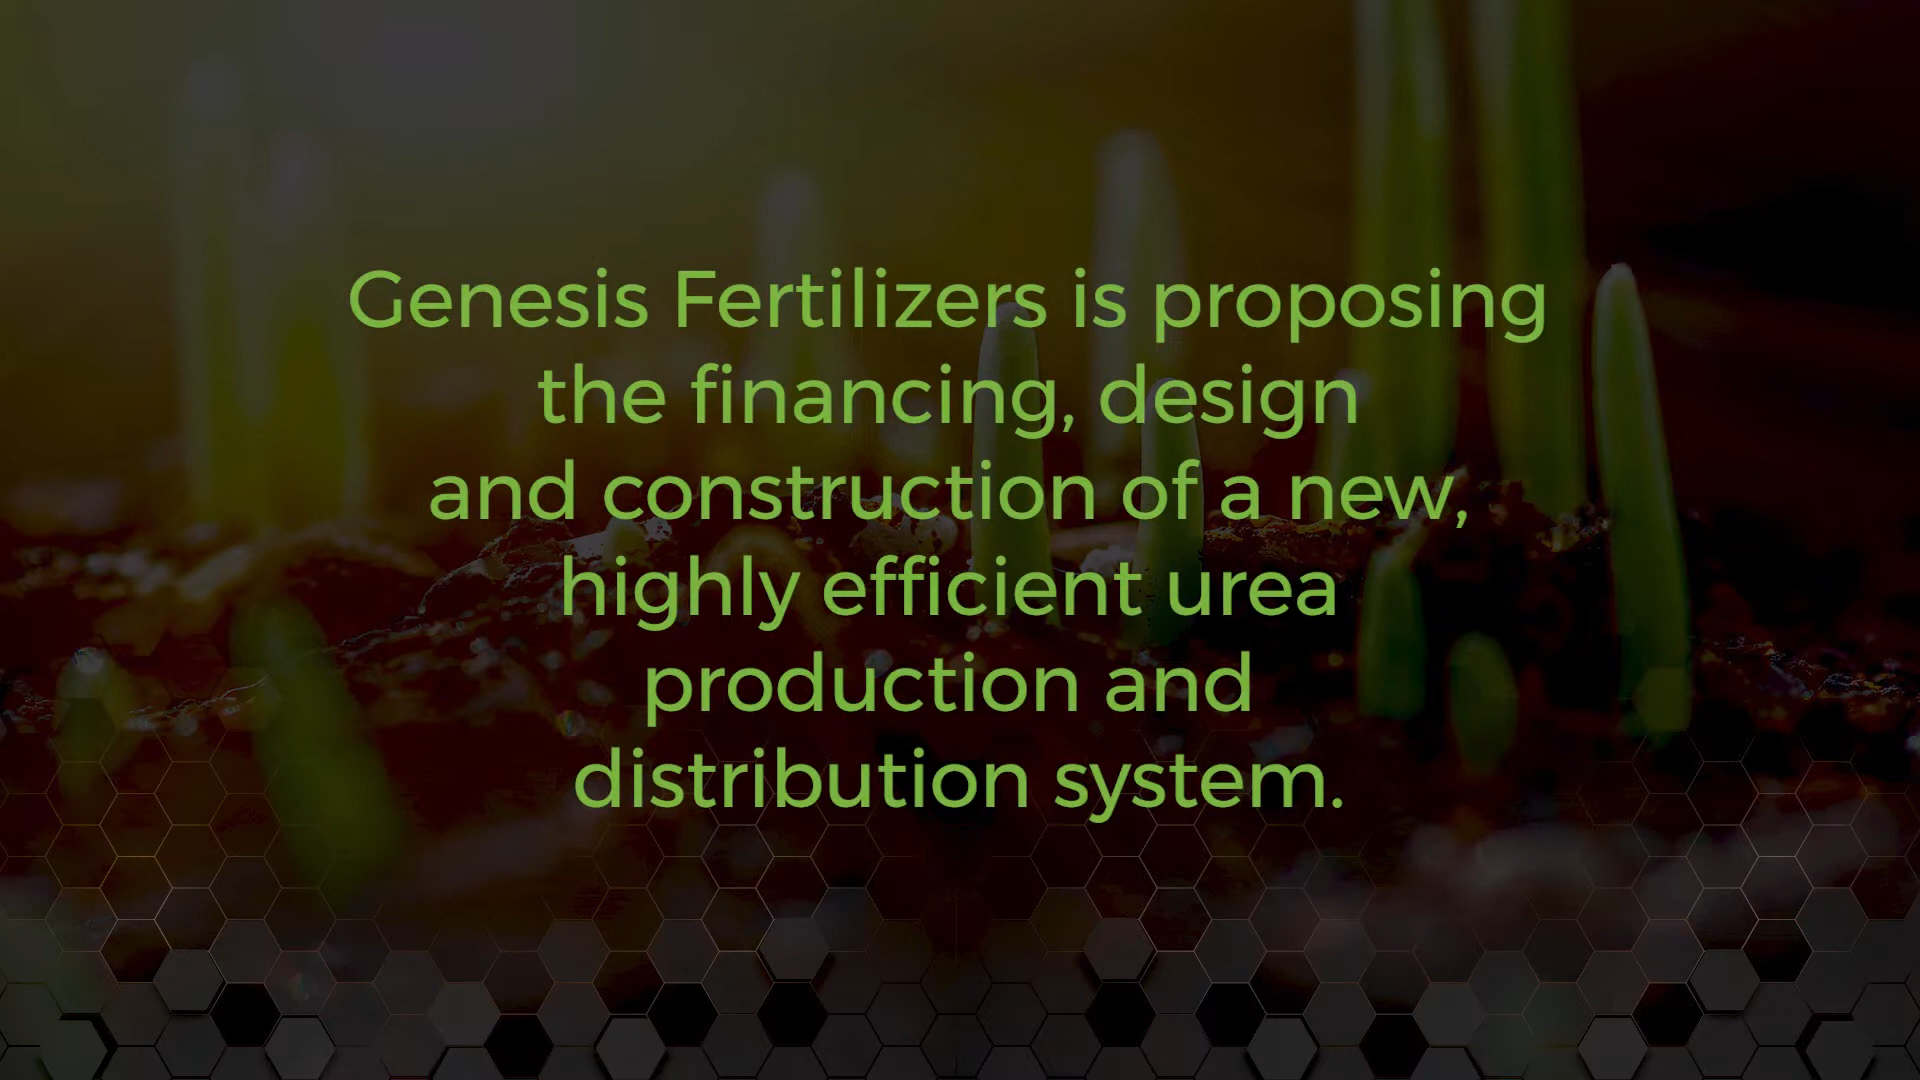 Genesis Fertilizers is proposing
the financing, design
and construction of a new,
highly efficient urea
production and
distribution system.